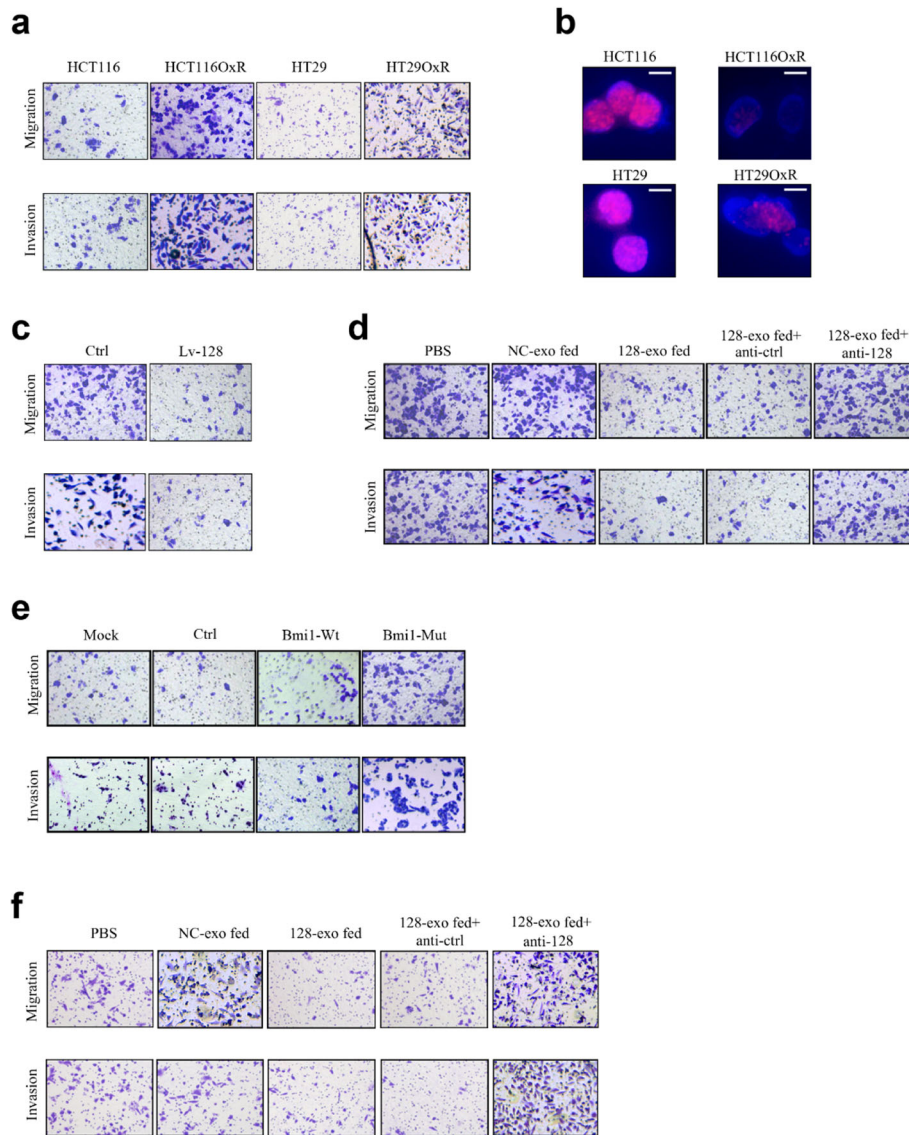 a
HCT116 HCT116OxR HT29 HT29OxR
Migration
Invasion
b
HCT116 HCT116OxR
HT29 HT29OxR
c
Ctrl Lv-128
Migration
Invasion
d
PBS NC-exo fed 128-exo fed 128-exo fed+ anti-ctrl 128-exo fed+ anti-128
Migration
Invasion
e
Mock Ctrl Bmi1-Wt Bmi1-Mut
Migration
Invasion
f
PBS NC-exo fed 128-exo fed 128-exo fed+ anti-ctrl 128-exo fed+ anti-128
Migration
Invasion